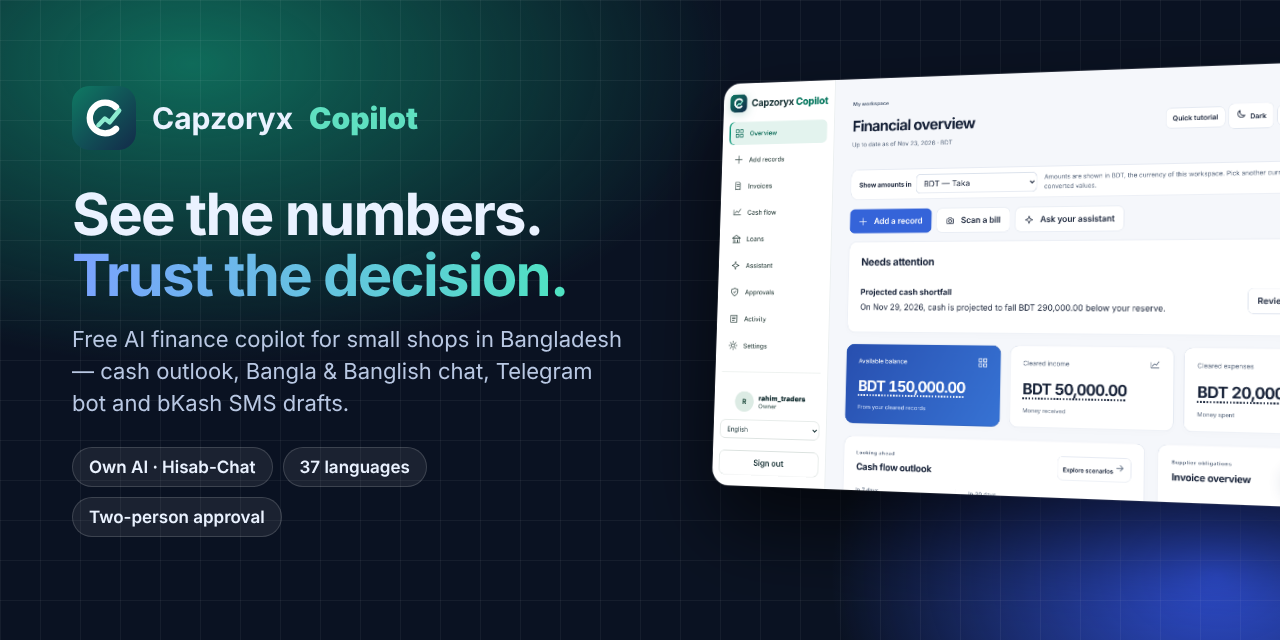 Capzoryx Copilot
See the numbers.
Trust the decision.
Free AI finance copilot for small shops in Bangladesh
— cash outlook, Bangla & Banglish chat, Telegram
bot and bKash SMS drafts.
Own AI · Hisab-Chat
37 languages
Two-person approval
Capzoryx Copilot
Overview
Add records
Invoices
Cash flow
Loans
Assistant
Approvals
Activity
Settings
R
rahim_traders
Owner
English
Sign out
My workspace
Financial overview
Up to date as of Nov 23, 2026 · BDT
Quick tutorial
Dark
Show amounts in
BDT — Taka
Amounts are shown in BDT, the currency of this workspace. Pick another
converted values.
Add a record
Scan a bill
Ask your assistant
Needs attention
Projected cash shortfall
On Nov 29, 2026, cash is projected to fall BDT 290,000.00 below your reserve.
Available balance
BDT 150,000.00
From your cleared records
Cleared income
BDT 50,000.00
Money received
Cleared expenses
BDT 20,000
Money spent
Looking ahead
Cash flow outlook
Explore scenarios
In 7 days
In 30 days
Supplier obligations
Invoice overview